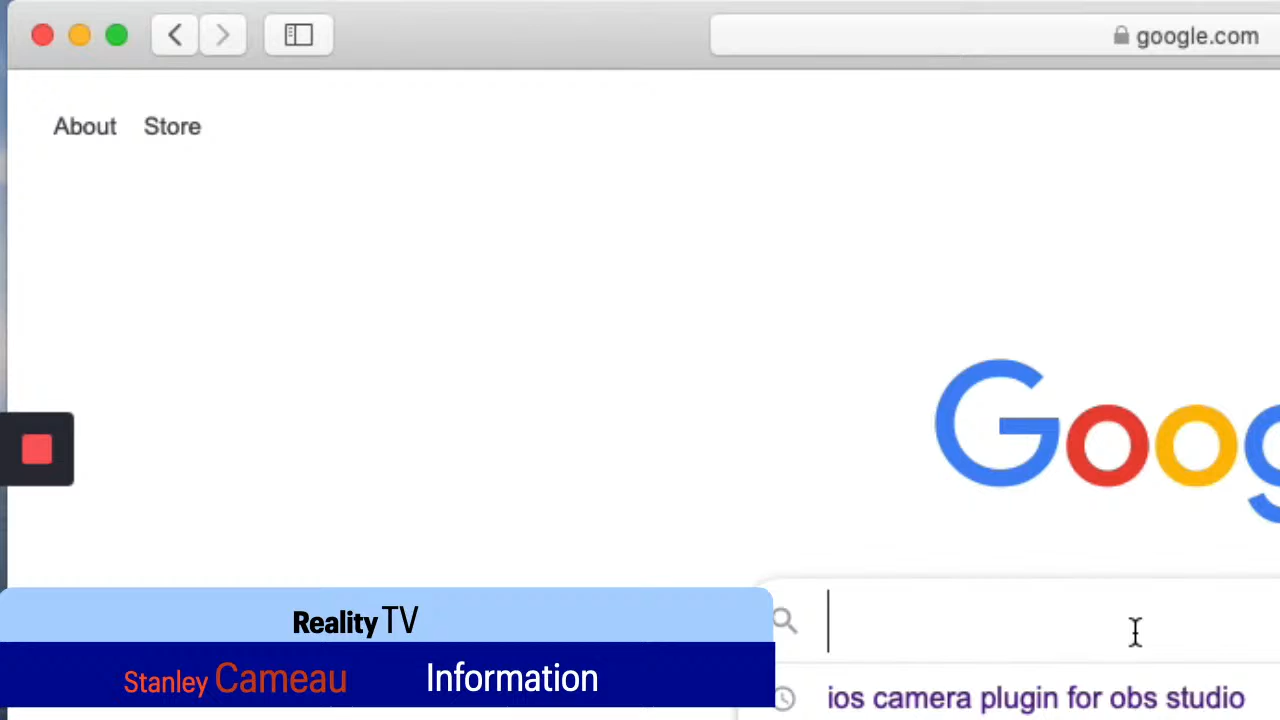 google.com
About Store
Goog
Reality TV
Stanley Cameau Information
ios camera plugin for obs studio